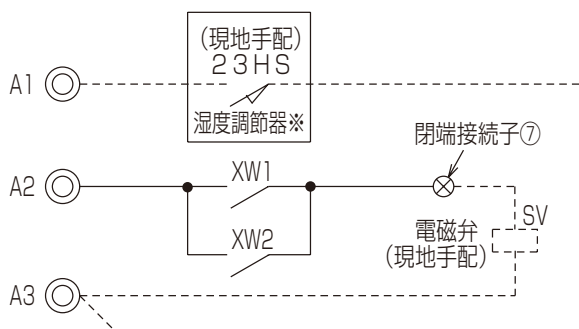 (現地手配)
23HS
A1
湿度調節器※
閉端接続子⑦
XW1
A2
SV
電磁弁
(現地手配)
XW2
A3